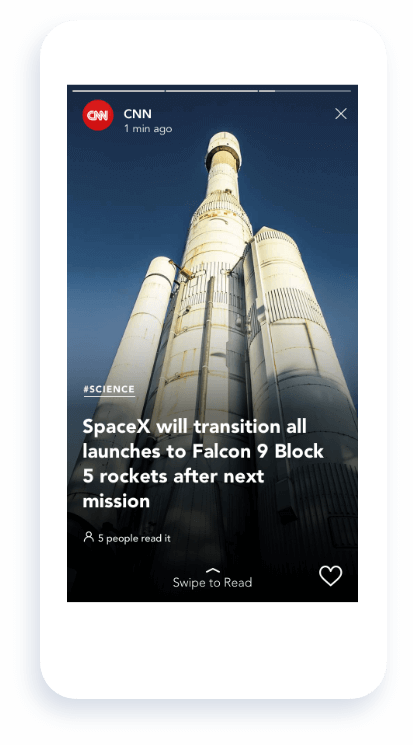 CNN
CNN
1 min ago
#SCIENCE
SpaceX will transition all
launches to Falcon 9 Block
5 rockets after next
mission
5 people read it
Swipe to Read